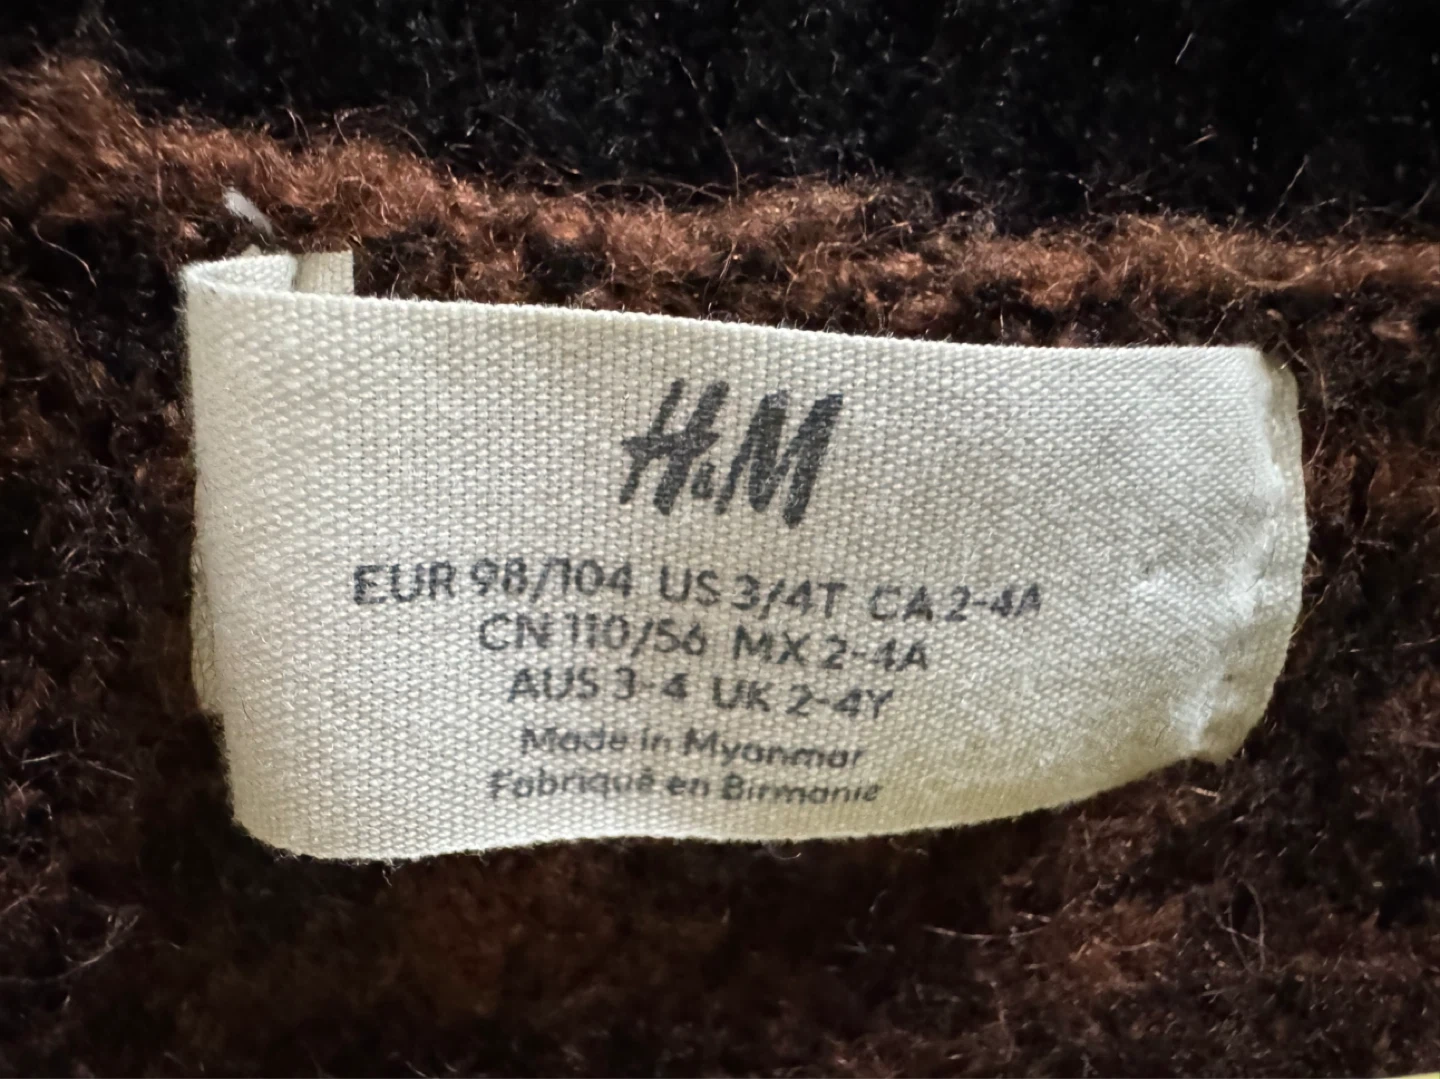 H&M
EUR 98/104 US 3/4T CA 2-4A
CN 110/56 MX 2-4A
AUS 3-4 UK 2-4Y
Made in Myanmar
Fabriqué en Birmanie